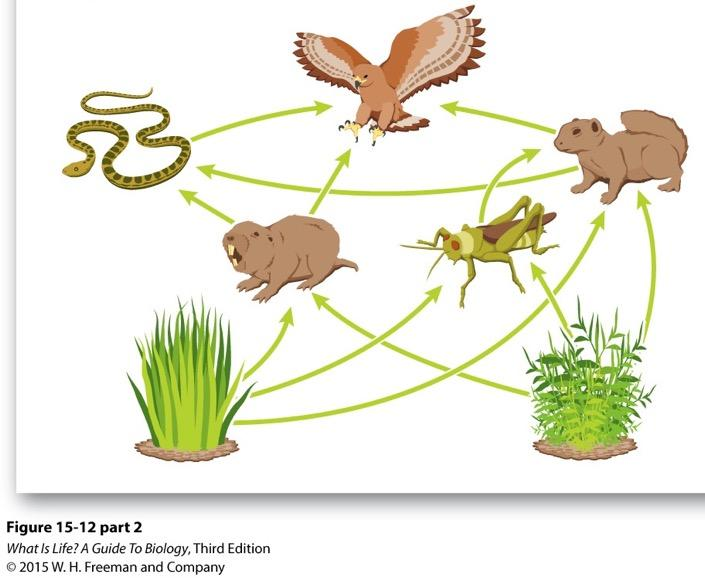 Figure 15-12 part 2
What Is Life? A Guide To Biology, Third Edition
© 2015 W. H. Freeman and Company